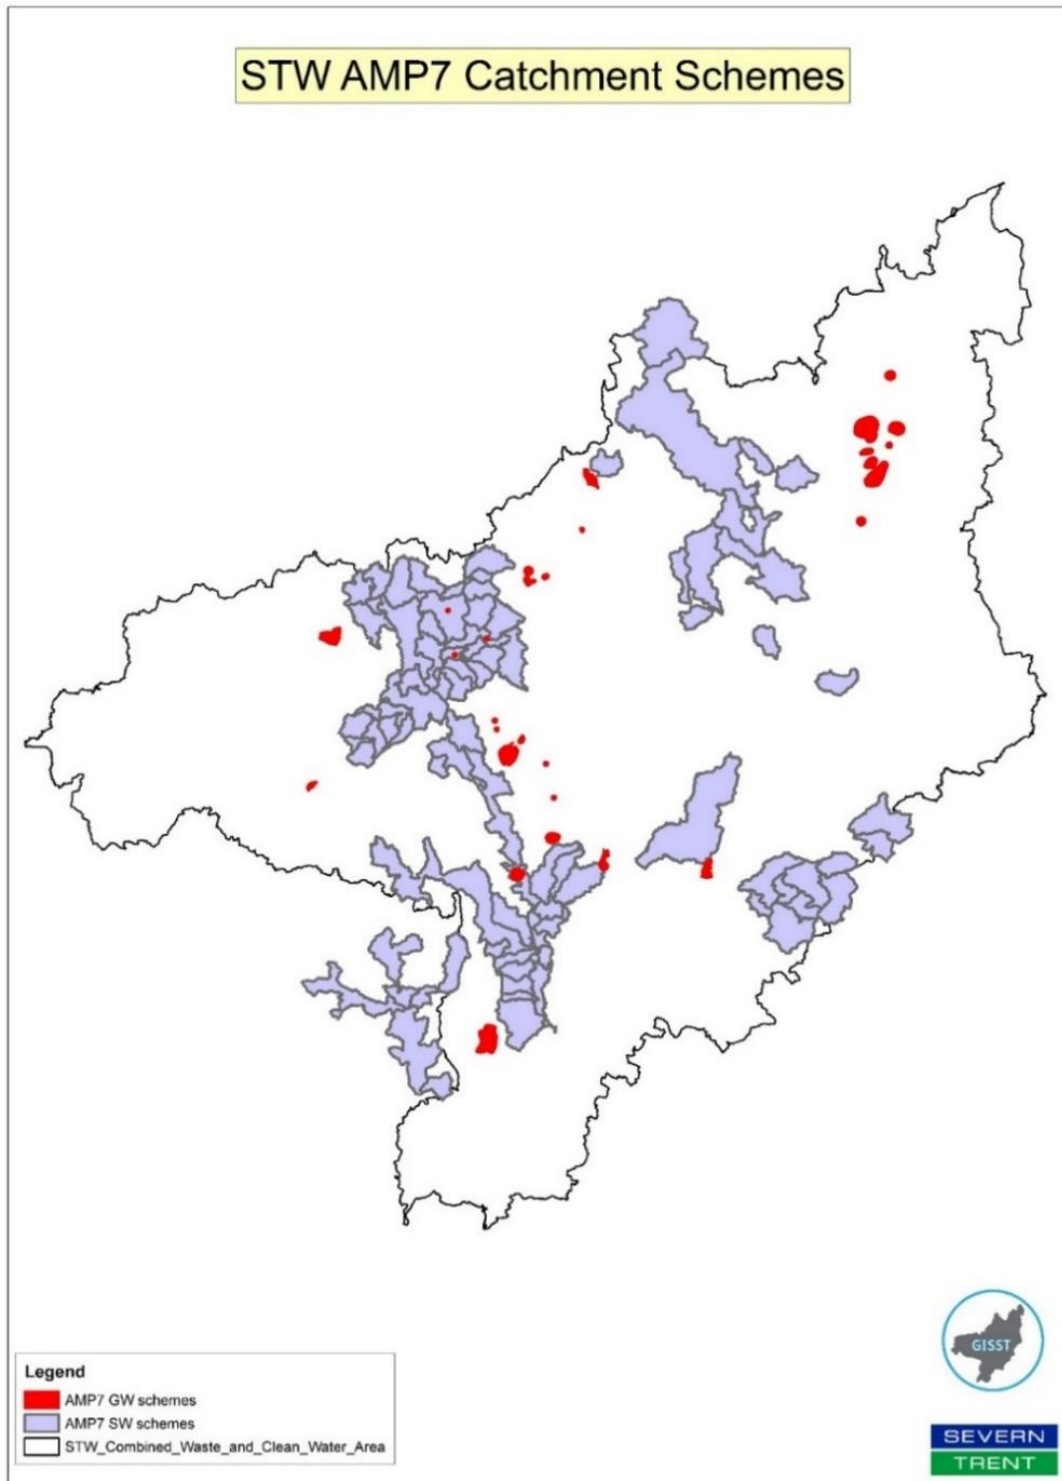 STW AMP7 Catchment Schemes
Legend
AMP7 GW schemes
AMP7 SW schemes
STW_Combined_Waste_and_Clean_Water_Area
GISST
SEVERN
TRENT